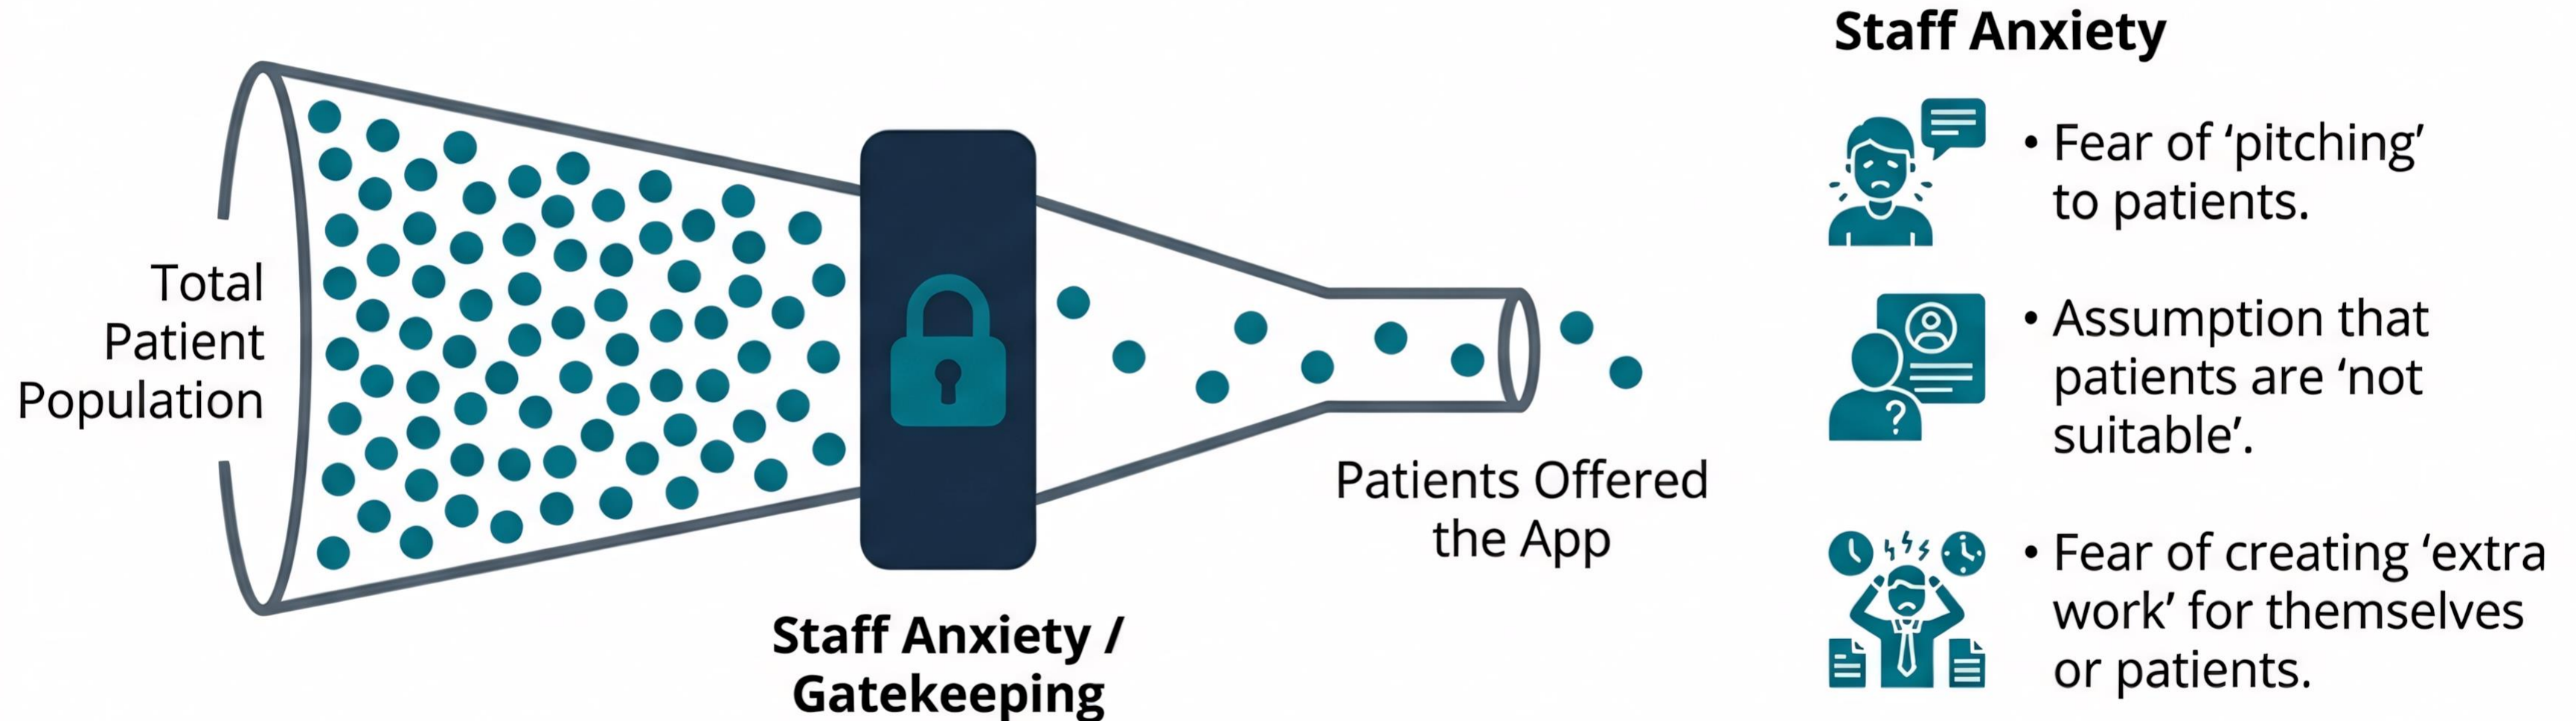 Total
Patient
Population
Staff Anxiety /
Gatekeeping
Patients Offered
the App
Staff Anxiety
• Fear of ‘pitching’
to patients.
?
• Assumption that
patients are ‘not
suitable’.
• Fear of creating ‘extra
work’ for themselves
or patients.